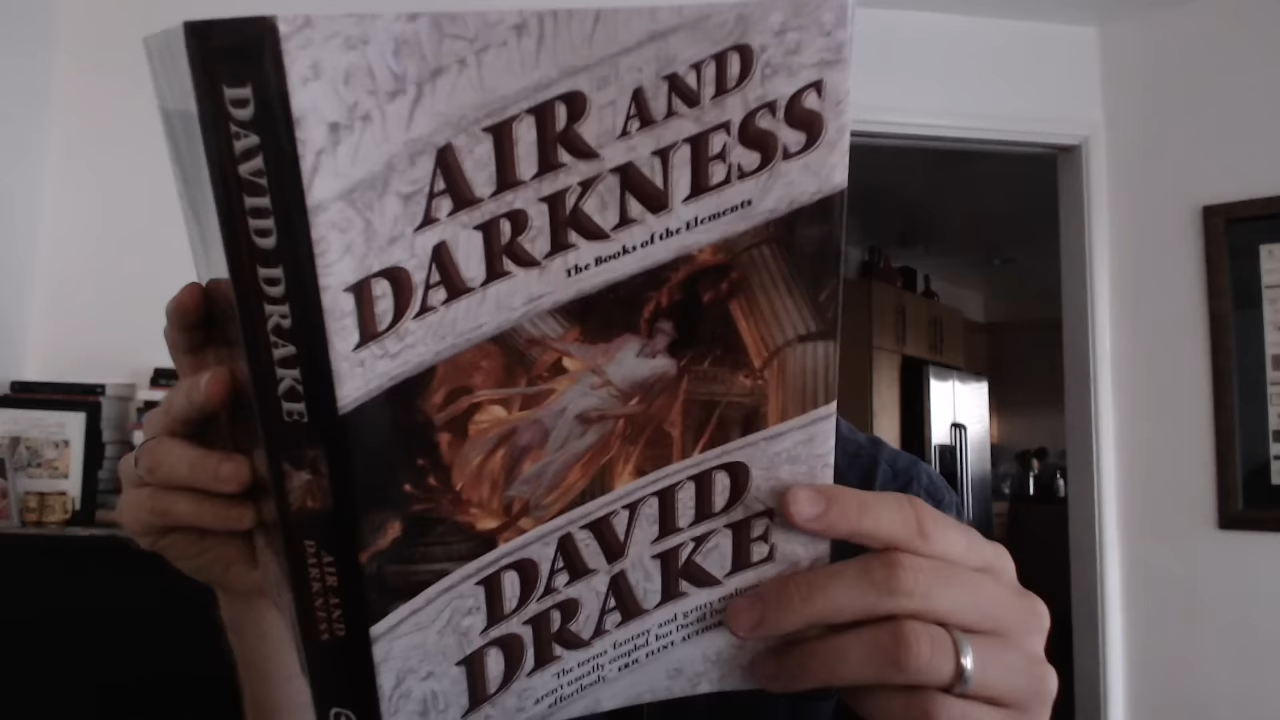 DAVID DRAKE
AIR AND
DARKNESS
AIR AND
DARKNESS
The Books of the Elements
DAVID
DRAKE
"The terms 'fantasy' and 'gritty realism'
aren't usually coupled, but David
effortlessly." ERIC FLINT, AUTHOR